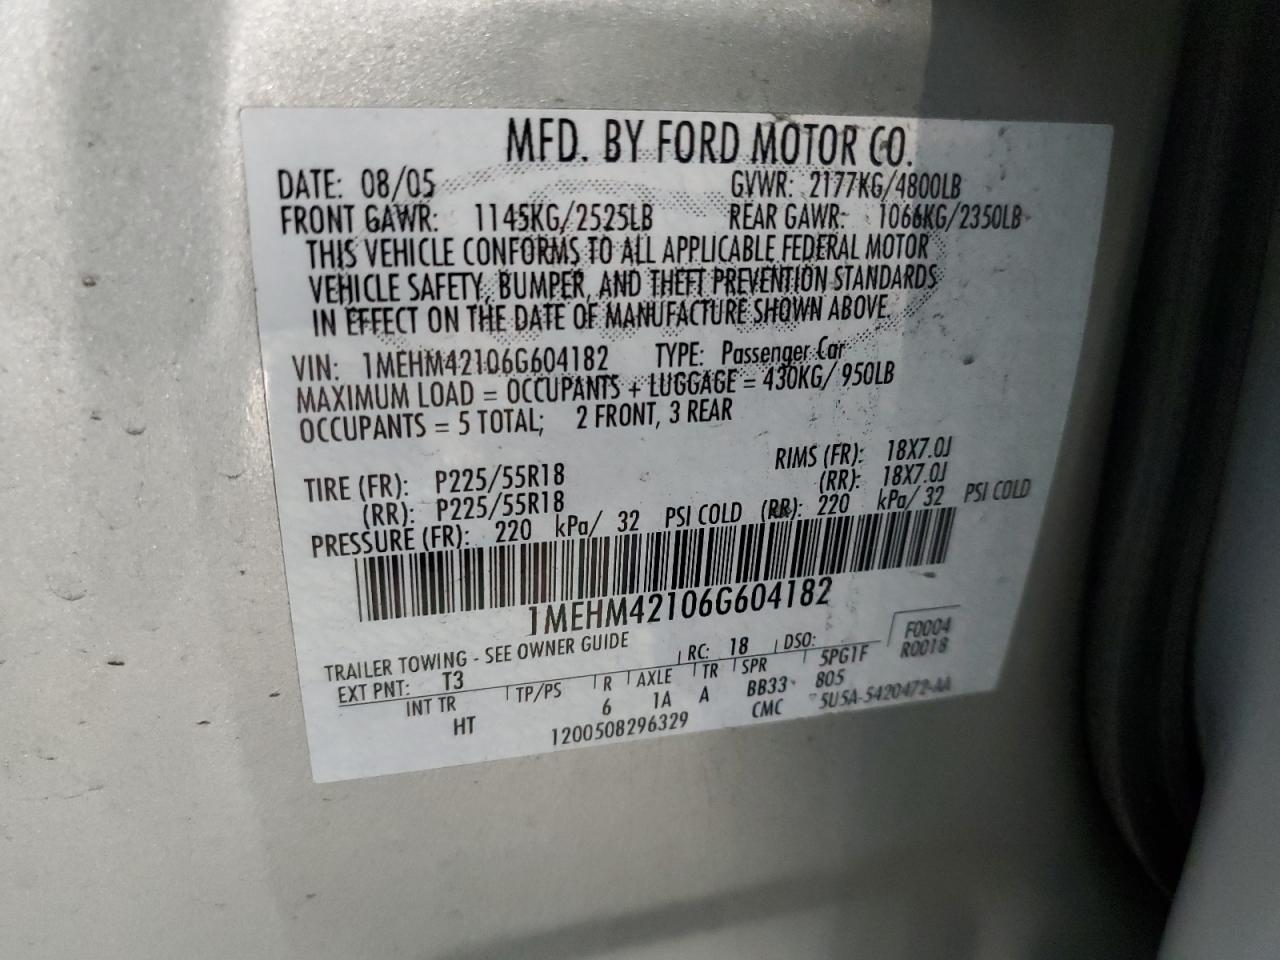 MFD. BY FORD MOTOR CO.
DATE: 08/05 GVWR: 2177KG/4800LB
FRONT GAWR: 1145KG/2525LB REAR GAWR: 1066KG/2350LB
THIS VEHICLE CONFORMS TO ALL APPLICABLE FEDERAL MOTOR
VEHICLE SAFETY, BUMPER, AND THEFT PREVENTION STANDARDS
IN EFFECT ON THE DATE OF MANUFACTURE SHOWN ABOVE.
VIN: 1MEHM42106G604182 TYPE: Passenger Car
MAXIMUM LOAD = OCCUPANTS + LUGGAGE = 430KG/ 950LB
OCCUPANTS = 5 TOTAL; 2 FRONT, 3 REAR
TIRE (FR): P225/55R18 RIMS (FR): 18X7.0J
(RR): P225/55R18 (RR): 18X7.0J
PRESSURE (FR): 220 kPa/ 32 PSI COLD (RR): 220 kPa/ 32 PSI COLD
1MEHM42106G604182
TRAILER TOWING - SEE OWNER GUIDE
EXT PNT: T3 RC: 18 DSO: F0004
INT TR TP/PS R AXLE TR SPR 5PG1F R0018
HT 6 1A A BB33 805
1200508296329 CMC 5U5A-5420472-AA